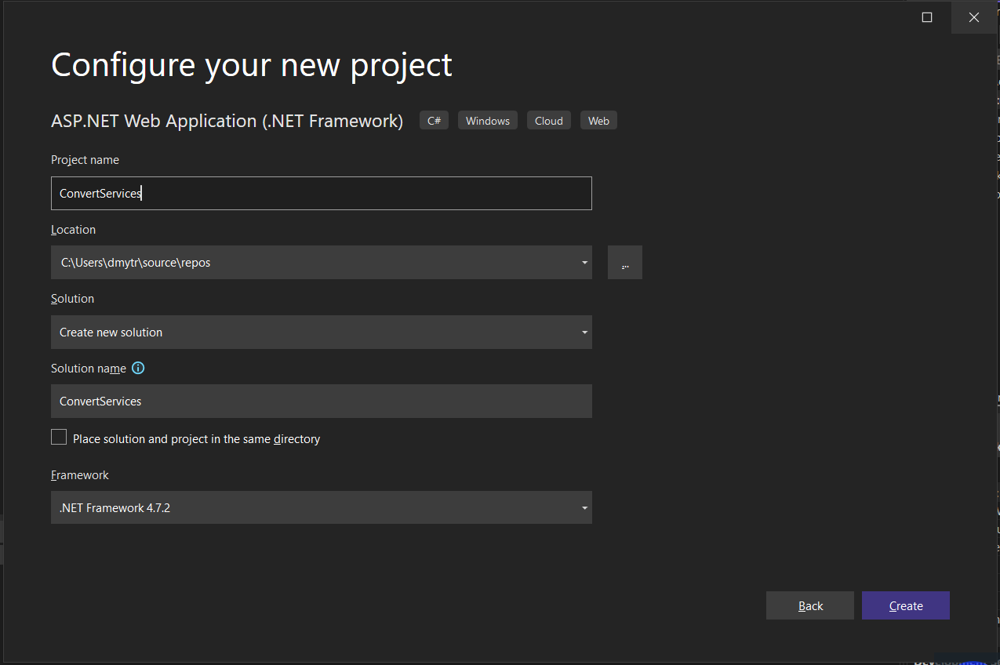 Configure your new project
ASP.NET Web Application (.NET Framework) C# Windows Cloud Web
Project name
ConvertServices
Location
C:\Users\dmytr\source\repos
...
Solution
Create new solution
Solution name
ConvertServices
Place solution and project in the same directory
Framework
.NET Framework 4.7.2
Back Create